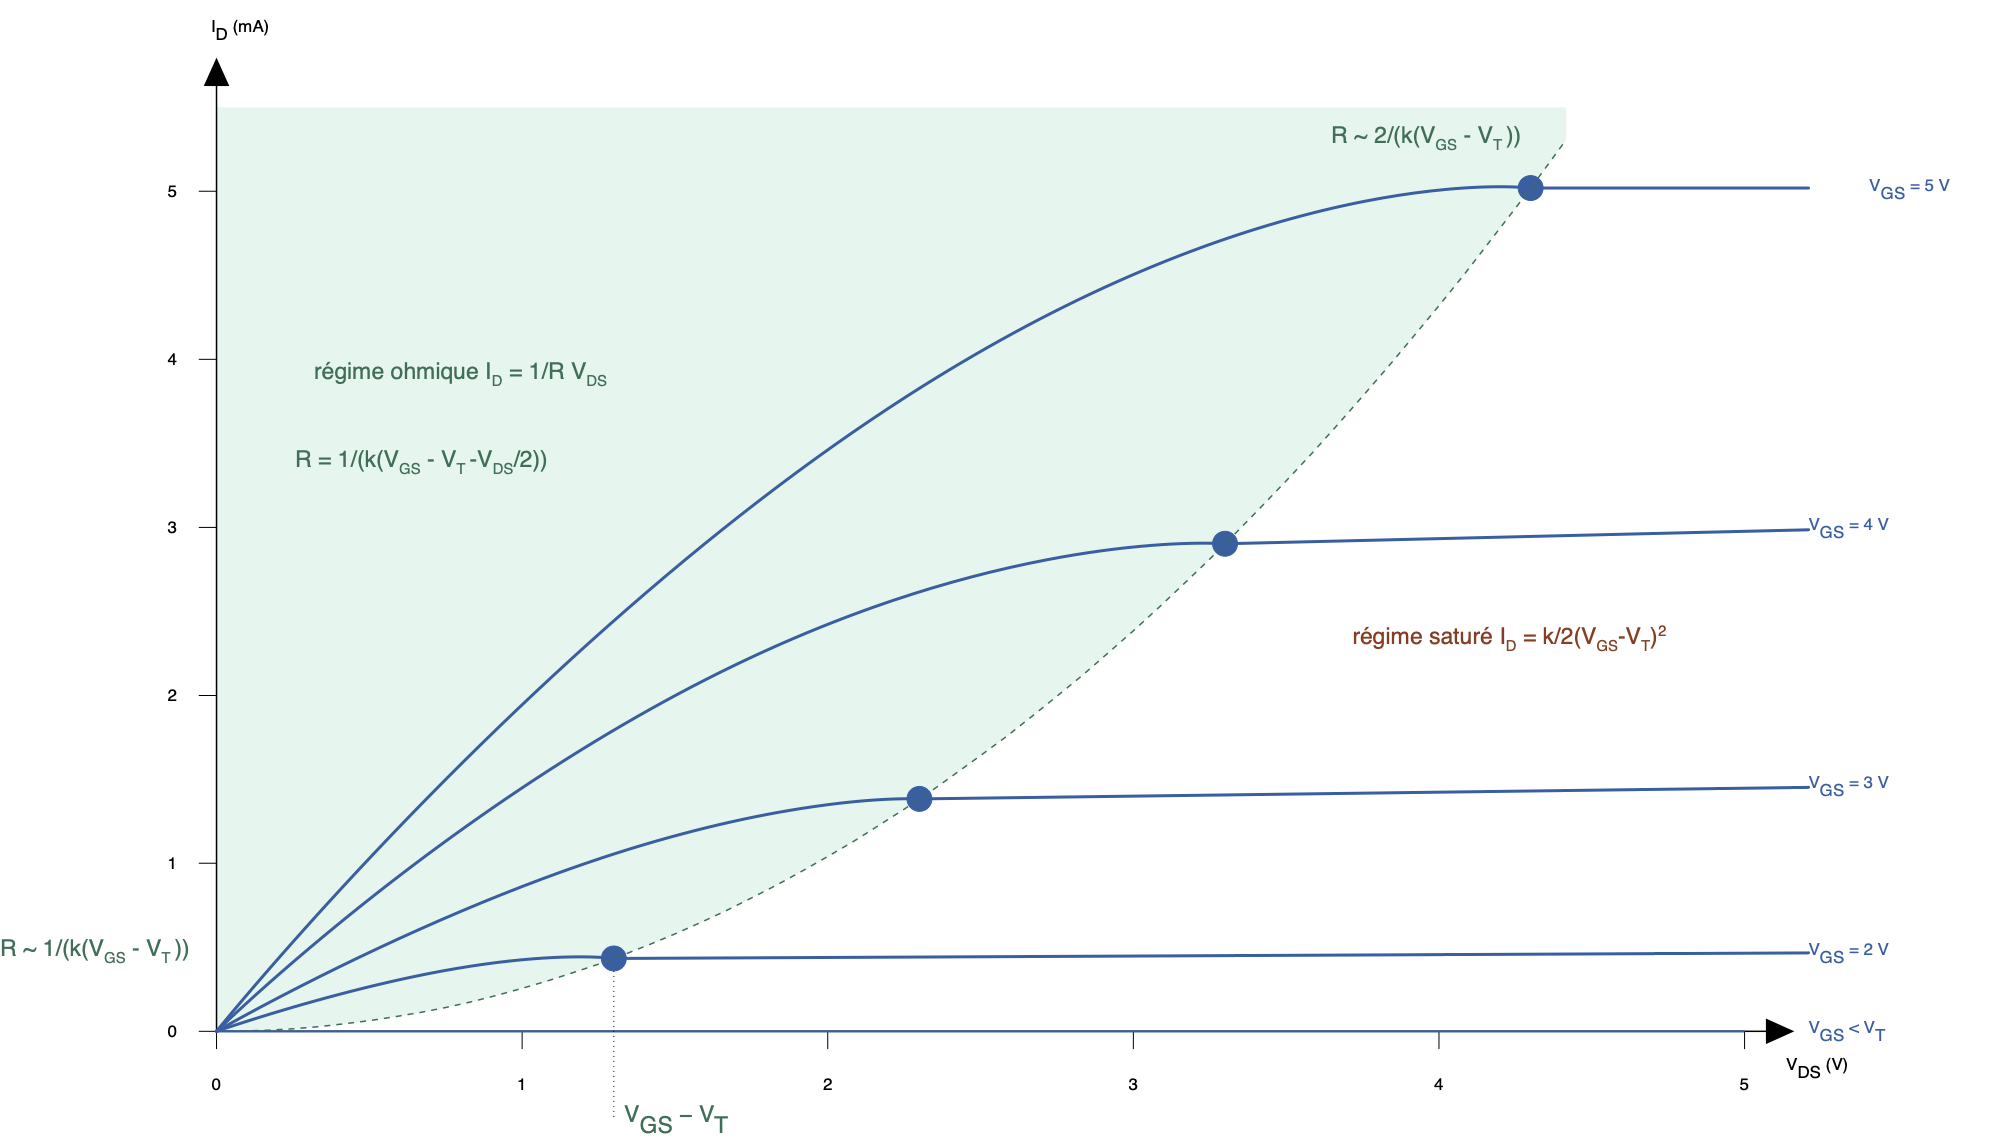 I_D (mA)
R ~ 2/(k(V_GS - V_T))
5
V_GS = 5 V
4
régime ohmique I_D = 1/R V_DS
R = 1/(k(V_GS - V_T -V_DS/2))
3
V_GS = 4 V
régime saturé I_D = k/2(V_GS-V_T)²
2
V_GS = 3 V
1
R ~ 1/(k(V_GS - V_T))
V_GS = 2 V
0
V_GS < V_T
V_DS (V)
0 1 2 3 4 5
V_GS − V_T